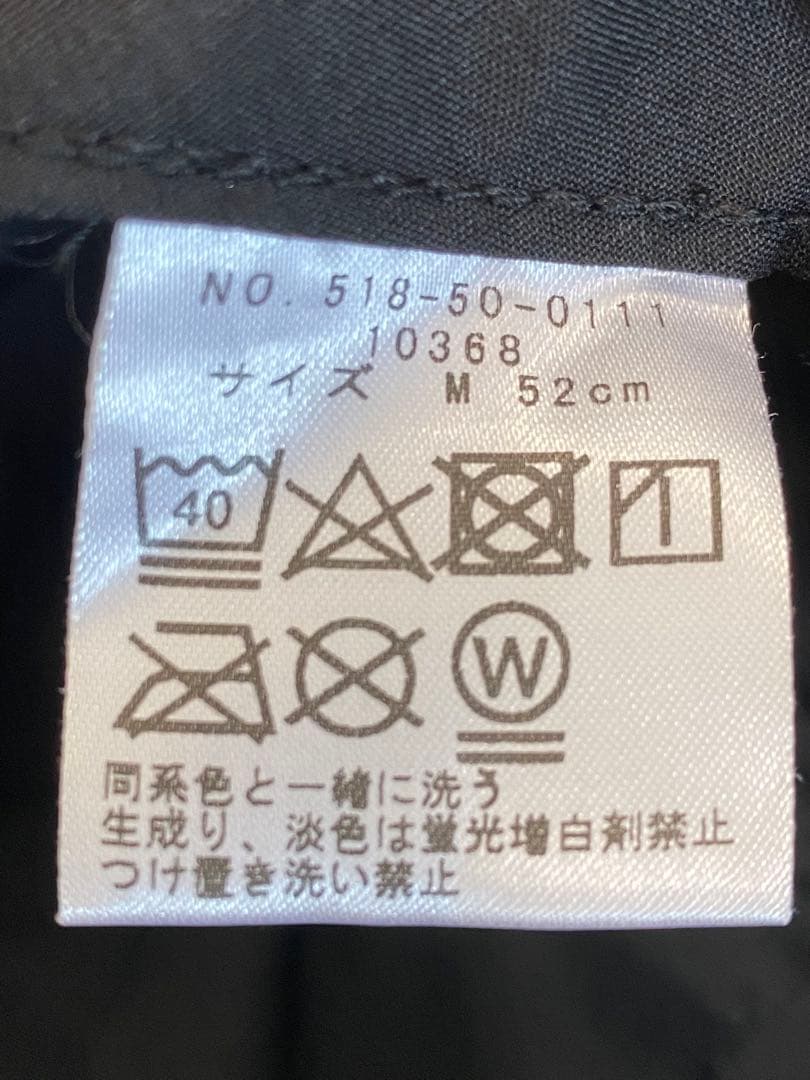 NO. 518-50-0111
10368
サイズ M 52cm
40
W
同系色と一緒に洗う
生成り、淡色は蛍光増白剤禁止
つけ置き洗い禁止